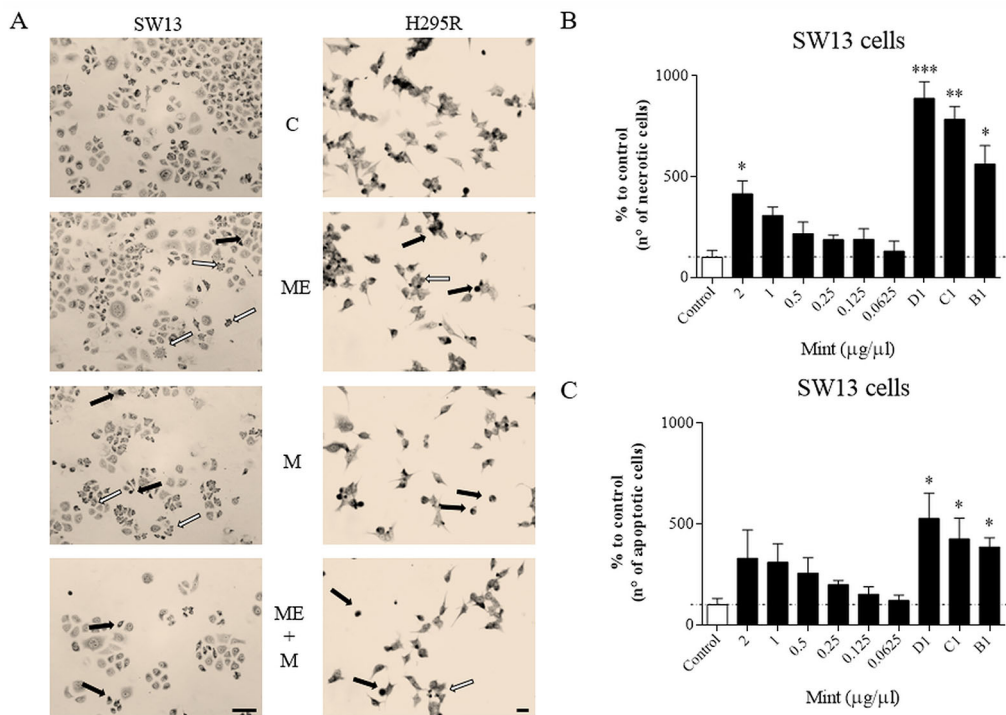 A
SW13
H295R
C
ME
M
ME
+
M
B
SW13 cells
% to control
(n° of necrotic cells)
1000
500
0
***
**
*
*
Control
2
1
0.5
0.25
0.125
0.0625
D1
C1
B1
Mint (µg/µl)
C
SW13 cells
% to control
(n° of apoptotic cells)
1000
500
0
*
*
*
Control
2
1
0.5
0.25
0.125
0.0625
D1
C1
B1
Mint (µg/µl)